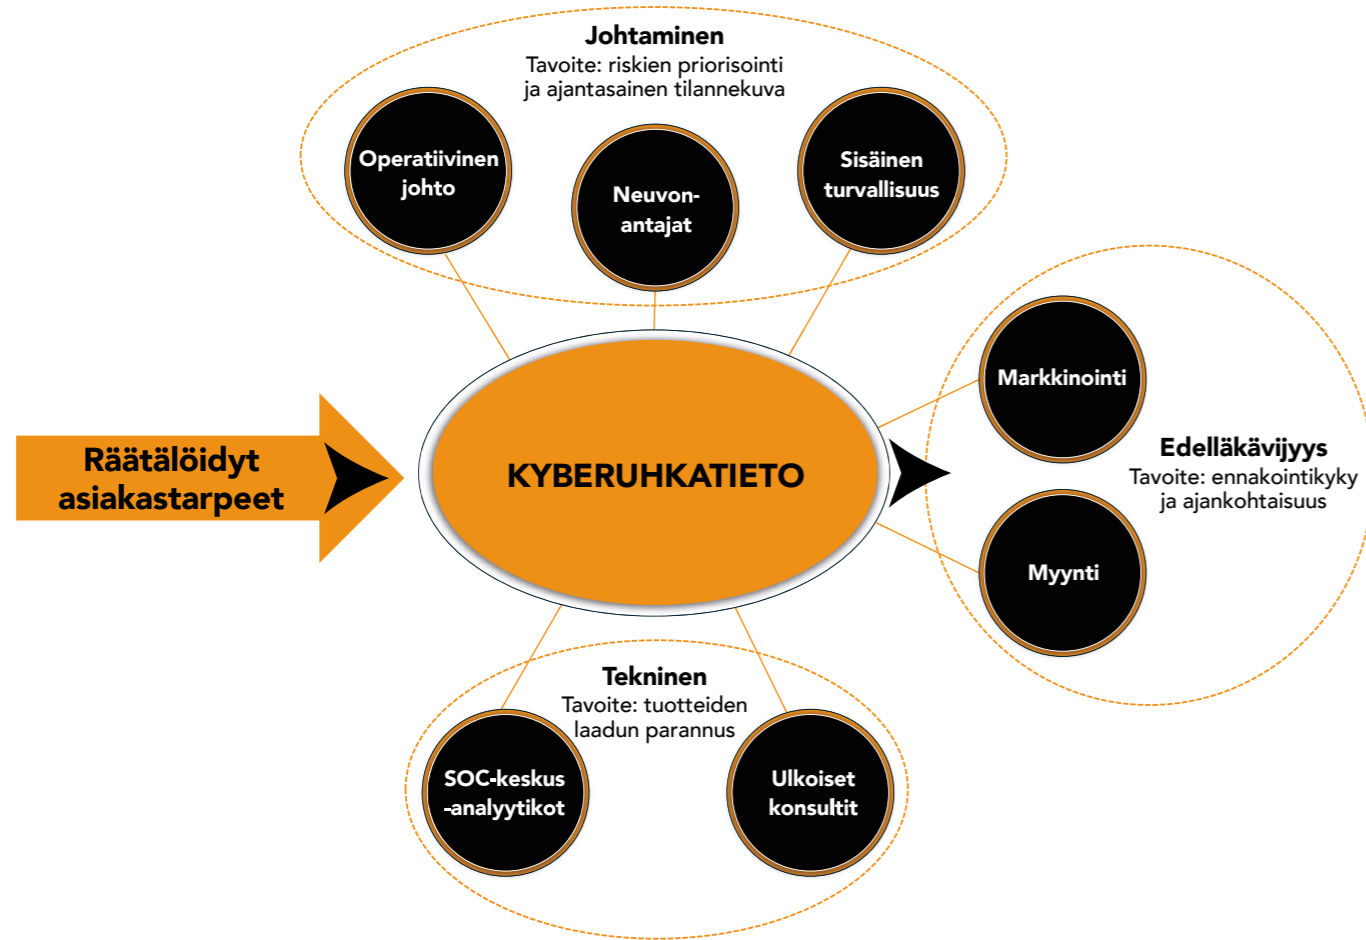 Johtaminen
Tavoite: riskien priorisointi
ja ajantasainen tilannekuva
Operatiivinen
johto
Neuvon-
antajat
Sisäinen
turvallisuus
Markkinointi
Edelläkävijyys
Tavoite: ennakointikyky
ja ajankohtaisuus
Myynti
Räätälöidyt
asiakastarpeet
KYBERUHKATIETO
Tekninen
Tavoite: tuotteiden
laadun parannus
SOC-keskus
-analyytikot
Ulkoiset
konsultit